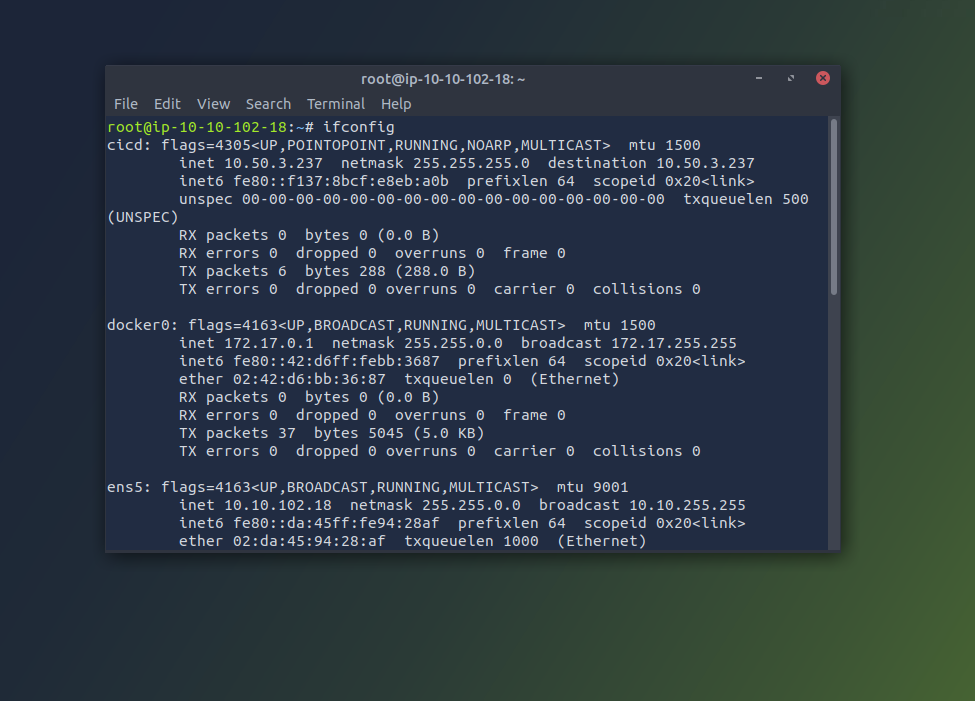 root@ip-10-10-102-18: ~
File Edit View Search Terminal Help
root@ip-10-10-102-18:~# ifconfig
cicd: flags=4305<UP,POINTOPOINT,RUNNING,NOARP,MULTICAST>  mtu 1500
        inet 10.50.3.237  netmask 255.255.255.0  destination 10.50.3.237
        inet6 fe80::f137:8bcf:e8eb:a0b  prefixlen 64  scopeid 0x20<link>
        unspec 00-00-00-00-00-00-00-00-00-00-00-00-00-00-00-00  txqueuelen 500
(UNSPEC)
        RX packets 0  bytes 0 (0.0 B)
        RX errors 0  dropped 0  overruns 0  frame 0
        TX packets 6  bytes 288 (288.0 B)
        TX errors 0  dropped 0 overruns 0  carrier 0  collisions 0

docker0: flags=4163<UP,BROADCAST,RUNNING,MULTICAST>  mtu 1500
        inet 172.17.0.1  netmask 255.255.0.0  broadcast 172.17.255.255
        inet6 fe80::42:d6ff:febb:3687  prefixlen 64  scopeid 0x20<link>
        ether 02:42:d6:bb:36:87  txqueuelen 0  (Ethernet)
        RX packets 0  bytes 0 (0.0 B)
        RX errors 0  dropped 0  overruns 0  frame 0
        TX packets 37  bytes 5045 (5.0 KB)
        TX errors 0  dropped 0 overruns 0  carrier 0  collisions 0

ens5: flags=4163<UP,BROADCAST,RUNNING,MULTICAST>  mtu 9001
        inet 10.10.102.18  netmask 255.255.0.0  broadcast 10.10.255.255
        inet6 fe80::da:45ff:fe94:28af  prefixlen 64  scopeid 0x20<link>
        ether 02:da:45:94:28:af  txqueuelen 1000  (Ethernet)